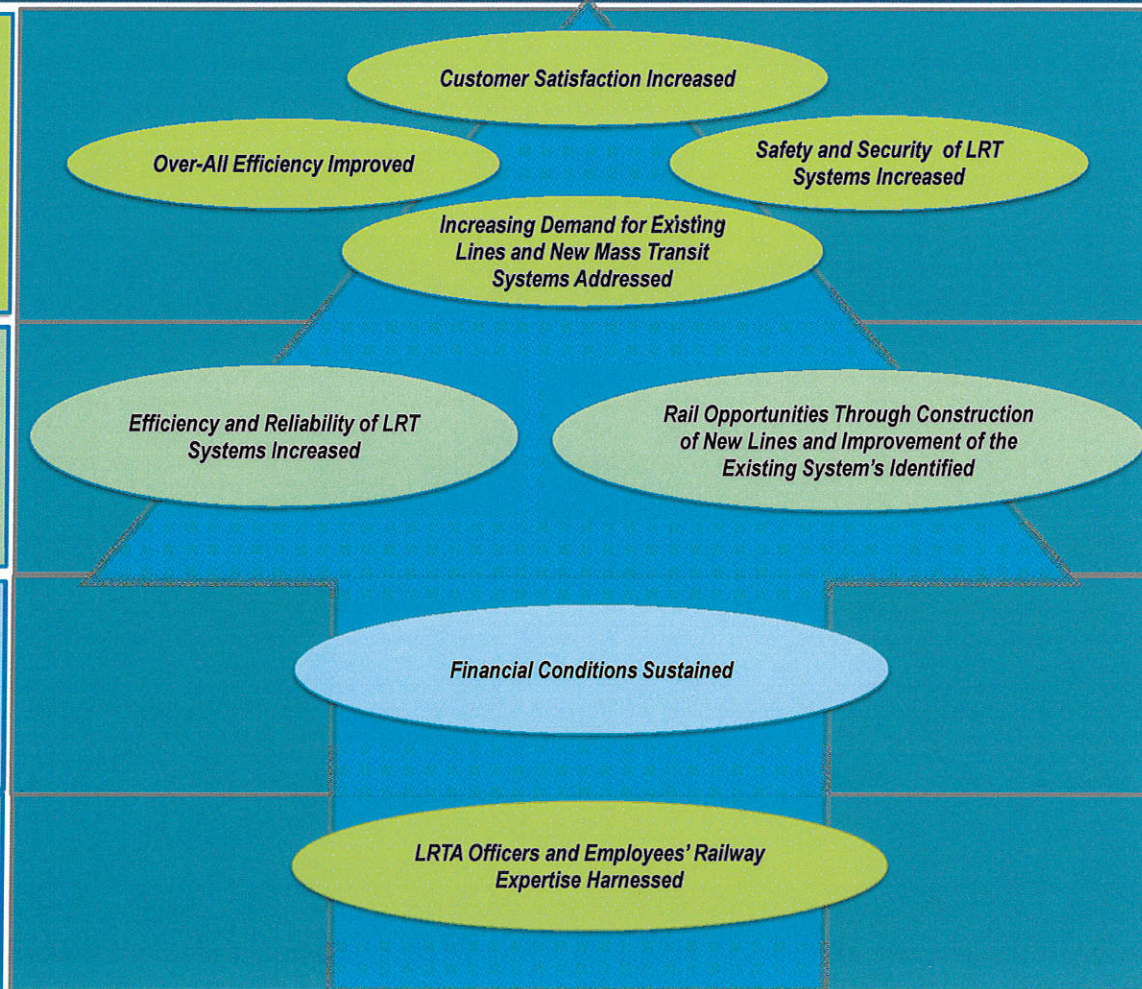 Customer Satisfaction Increased
Over-All Efficiency Improved
Safety and Security of LRT
Systems Increased
Increasing Demand for Existing
Lines and New Mass Transit
Systems Addressed
Efficiency and Reliability of LRT
Systems Increased
Rail Opportunities Through Construction
of New Lines and Improvement of the
Existing System's Identified
Financial Conditions Sustained
LRTA Officers and Employees' Railway
Expertise Harnessed